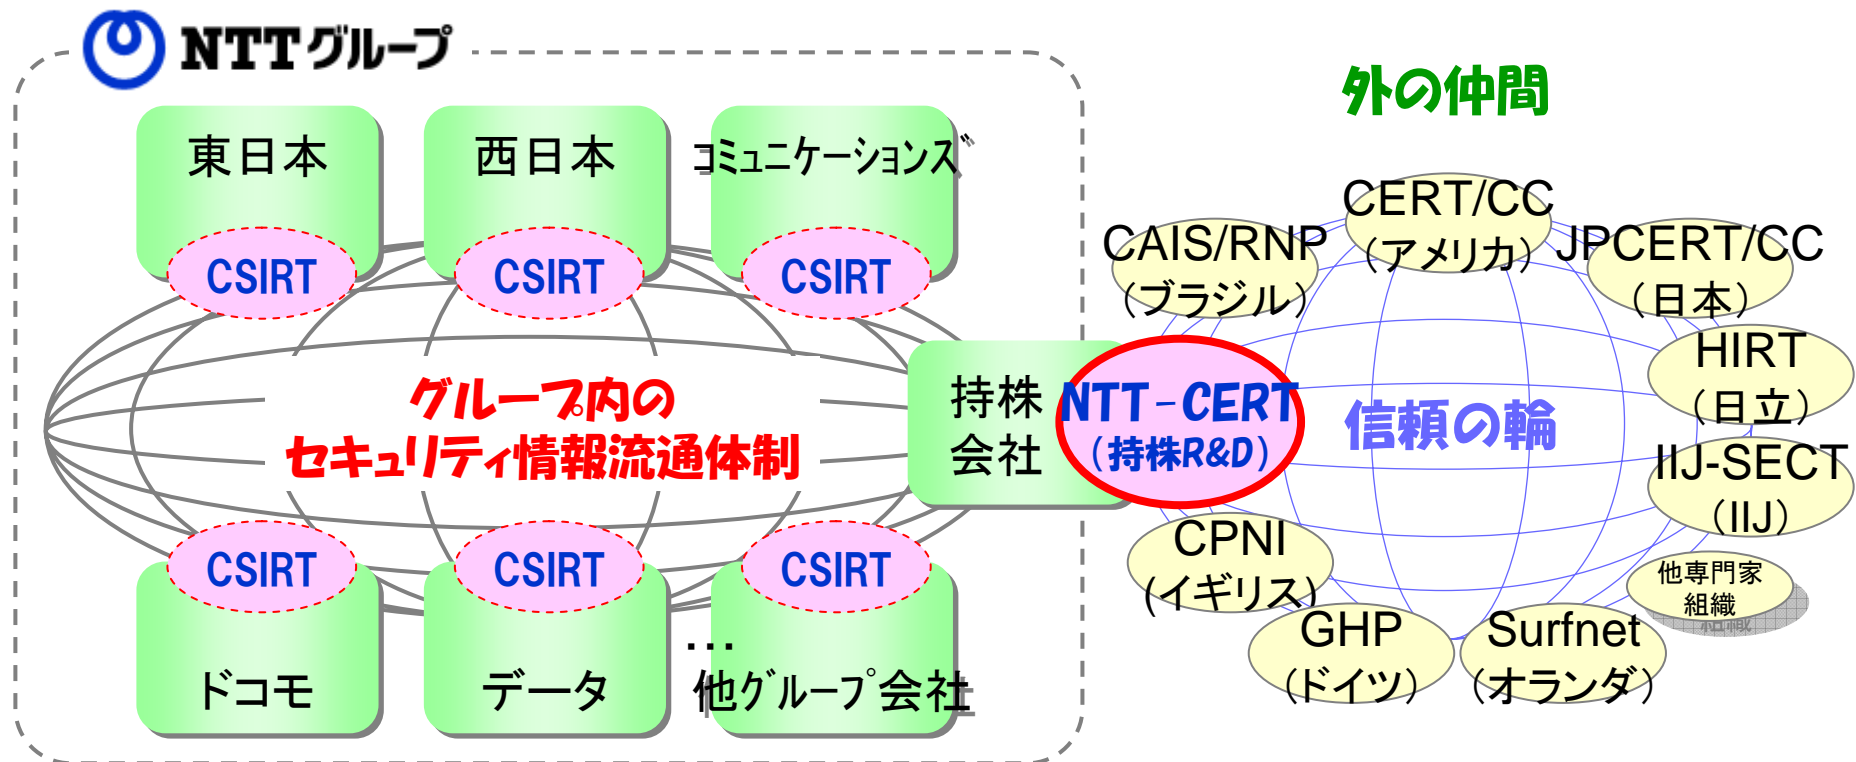 NTTグループ
東日本
CSIRT
西日本
CSIRT
コミュニケーションズ
CSIRT
グループ内の
セキュリティ情報流通体制
持株
会社
NTT-CERT
(持株R&D)
CSIRT
ドコモ
CSIRT
データ
CSIRT
…
他グループ会社
外の仲間
CERT/CC
(アメリカ)
CAIS/RNP
(ブラジル)
JPCERT/CC
(日本)
HIRT
(日立)
信頼の輪
IIJ-SECT
(IIJ)
CPNI
(イギリス)
他専門家
組織
GHP
(ドイツ)
Surfnet
(オランダ)